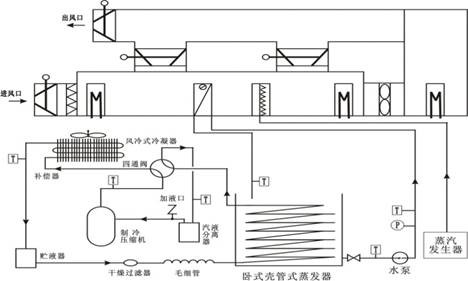 出风口
进风口
M
M
M
风冷式冷凝器
T
补偿器
四通阀
T
加液口
T
T
制冷
压缩机
汽液
分离器
T
P
T
蒸汽
发生器
贮液器
干燥过滤器
毛细管
卧式壳管式蒸发器
水泵